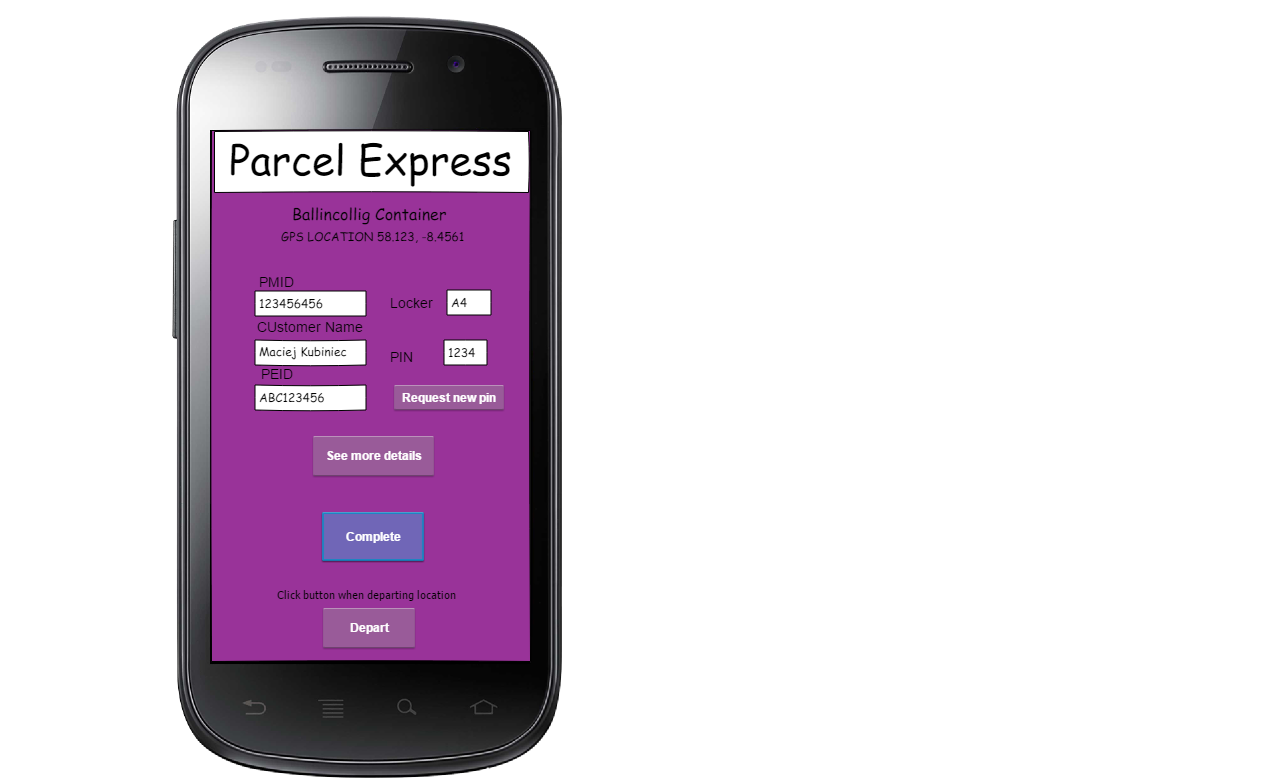 Parcel Express
Ballincollig Container
GPS LOCATION 58.123, -8.4561
PMID
123456456
Locker A4
CUstomer Name
Maciej Kubiniec
PIN 1234
PEID
ABC123456
Request new pin
See more details
Complete
Click button when departing location
Depart